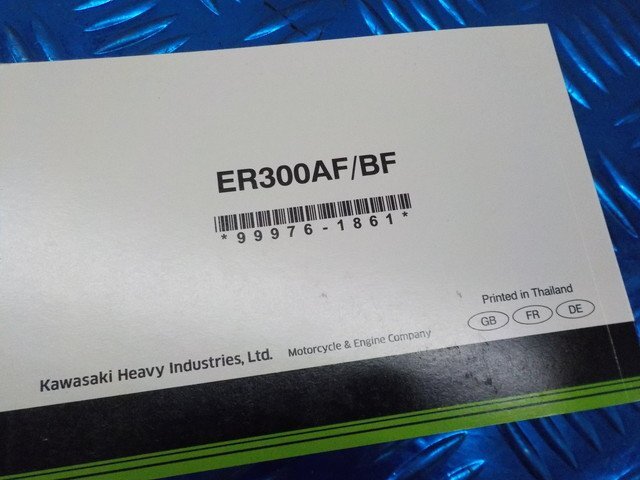 ER300AF/BF
*99976-1861*
Printed in Thailand
GB FR DE
Kawasaki Heavy Industries, Ltd. Motorcycle & Engine Company